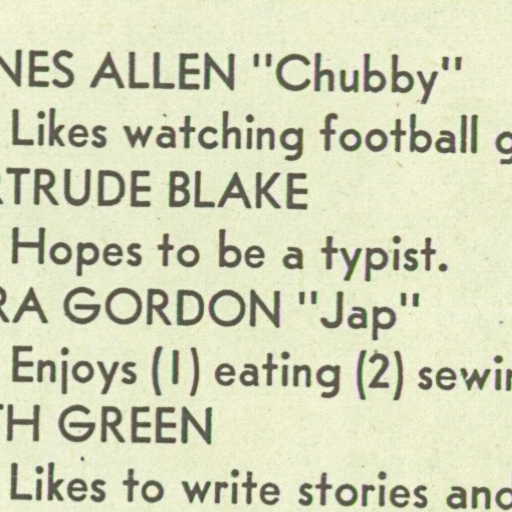 NES ALLEN "Chubby"
Likes watching football g
RTRUDE BLAKE
Hopes to be a typist.
RA GORDON "Jap"
Enjoys (1) eating (2) sewin
TH GREEN
Likes to write stories and